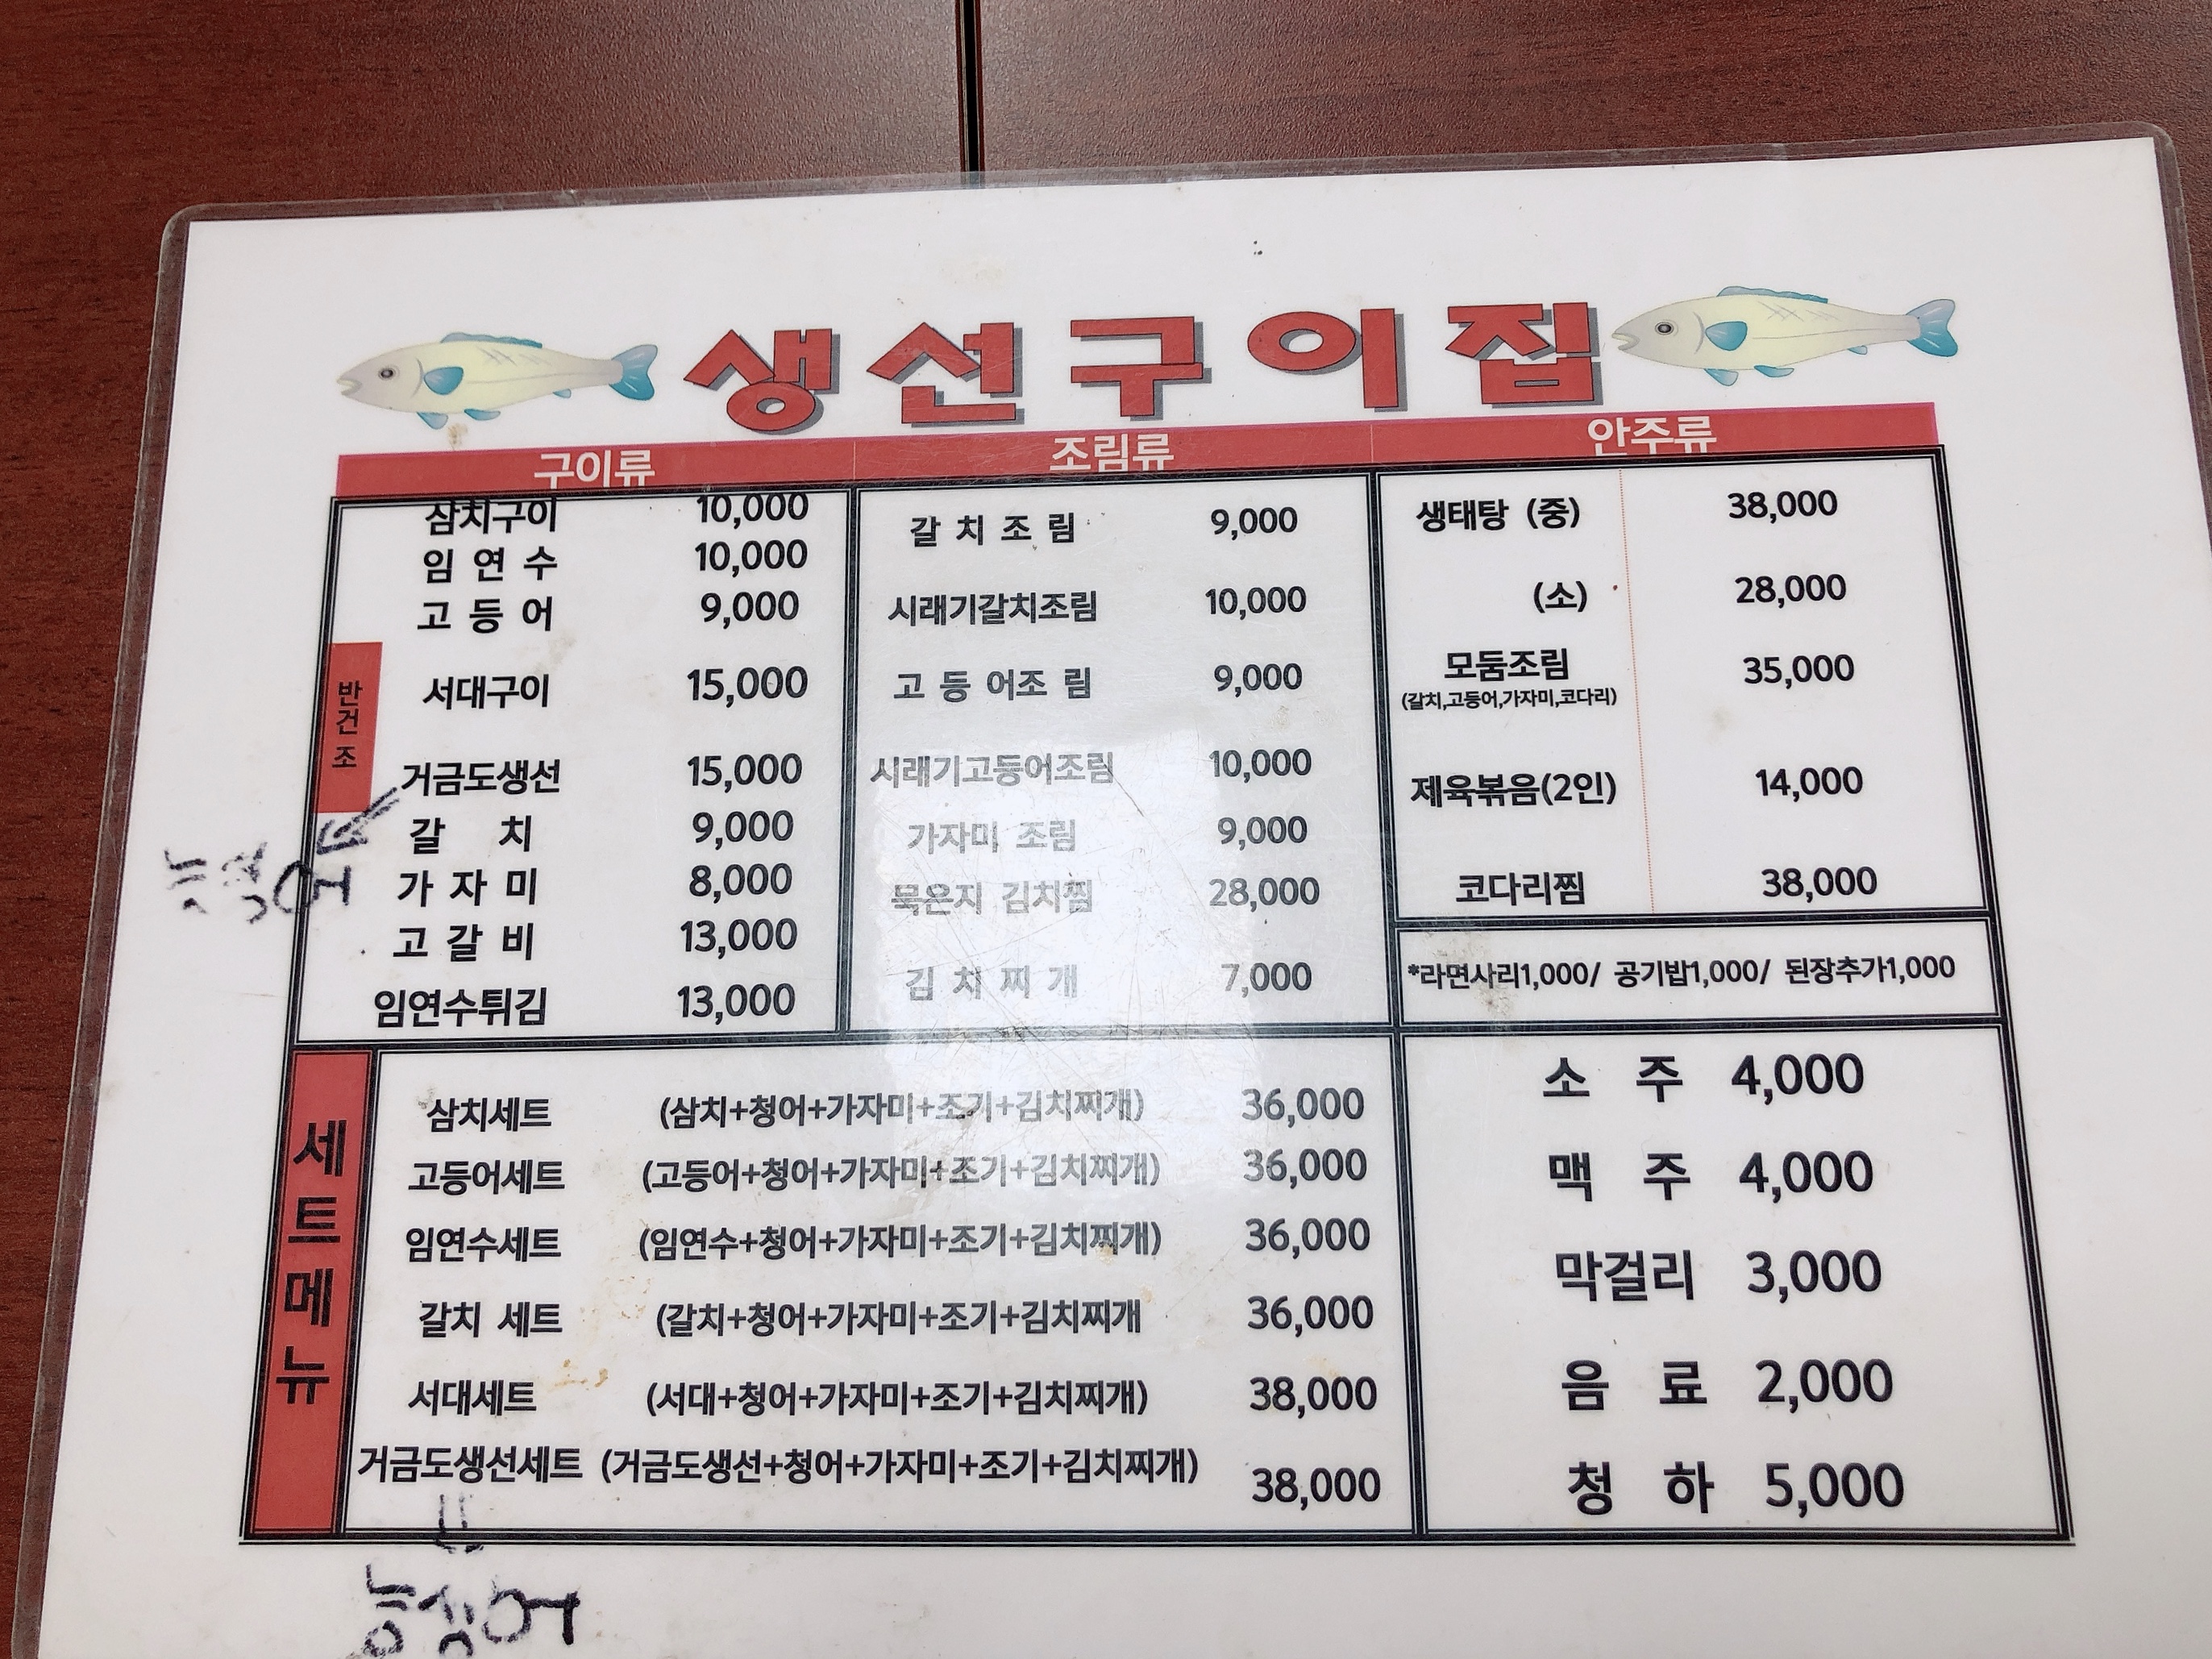 생선구이집
구이류
삼치구이 10,000
임 연 수 10,000
고 등 어 9,000
반건조
서대구이 15,000
거금도생선 15,000
갈 치 9,000
가 자 미 8,000
고 갈 비 13,000
임연수튀김 13,000
조림류
갈 치 조 림 9,000
시래기갈치조림 10,000
고 등 어조 림 9,000
시래기고등어조림 10,000
가자미 조림 9,000
묵은지 김치찜 28,000
김 치 찌 개 7,000
안주류
생태탕 (중) 38,000
(소) 28,000
모둠조림 35,000
(갈치,고등어,가자미,코다리)
제육볶음(2인) 14,000
코다리찜 38,000
*라면사리1,000/ 공기밥1,000/ 된장추가1,000
세트메뉴
삼치세트 (삼치+청어+가자미+조기+김치찌개) 36,000
고등어세트 (고등어+청어+가자미+조기+김치찌개) 36,000
임연수세트 (임연수+청어+가자미+조기+김치찌개) 36,000
갈치 세트 (갈치+청어+가자미+조기+김치찌개 36,000
서대세트 (서대+청어+가자미+조기+김치찌개) 38,000
거금도생선세트 (거금도생선+청어+가자미+조기+김치찌개) 38,000
소 주 4,000
맥 주 4,000
막걸리 3,000
음 료 2,000
청 하 5,000